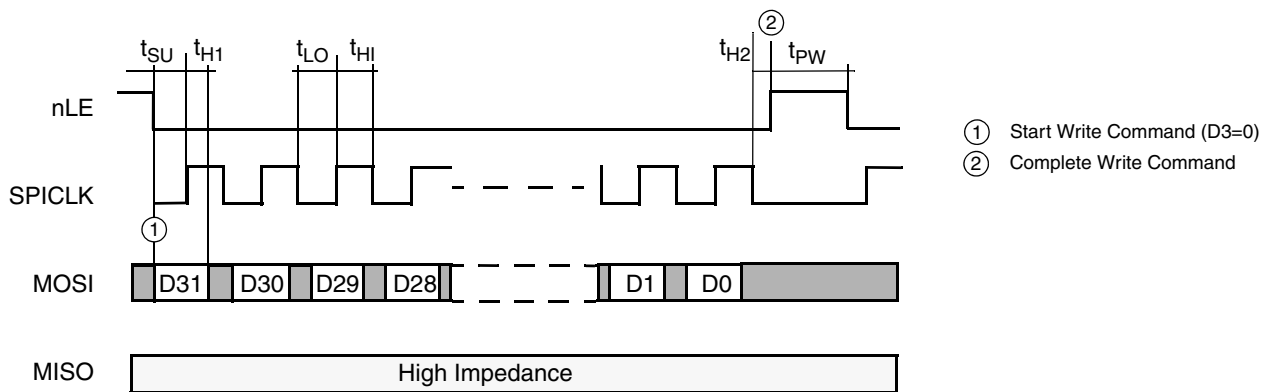 ②
tSU tH1 tLO tHI tH2 tPW
nLE
① Start Write Command (D3=0)
② Complete Write Command
SPICLK
①
MOSI D31 D30 D29 D28 D1 D0
MISO High Impedance